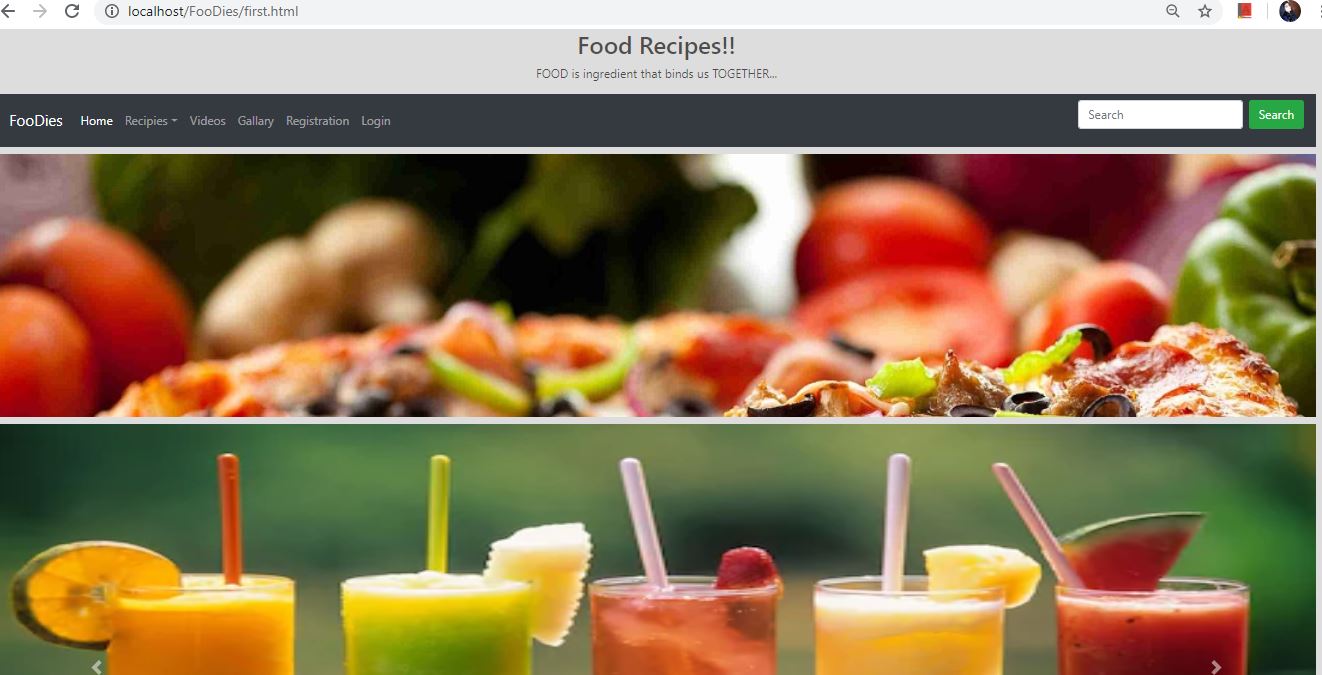 localhost/FooDies/first.html
Food Recipes!!
FOOD is ingredient that binds us TOGETHER...
FooDies Home Recipies Videos Gallary Registration Login Search Search